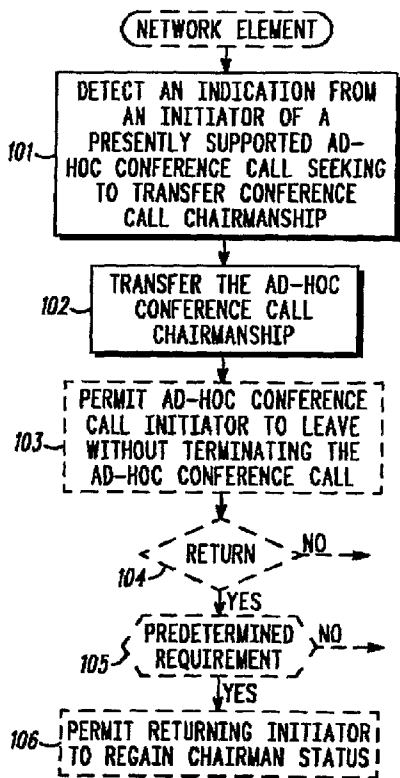 NETWORK ELEMENT
DETECT AN INDICATION FROM
AN INITIATOR OF A
PRESENTLY SUPPORTED AD-
HOC CONFERENCE CALL SEEKING
TO TRANSFER CONFERENCE
CALL CHAIRMANSHIP
101
TRANSFER THE AD-HOC
CONFERENCE CALL
CHAIRMANSHIP
102
PERMIT AD-HOC CONFERENCE
CALL INITIATOR TO LEAVE
WITHOUT TERMINATING THE
AD-HOC CONFERENCE CALL
103
RETURN
NO
104
YES
PREDETERMINED
REQUIREMENT
NO
105
YES
PERMIT RETURNING INITIATOR
TO REGAIN CHAIRMAN STATUS
106